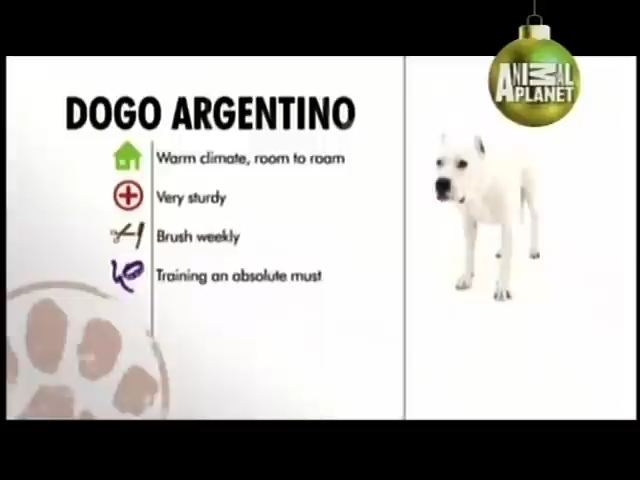 ANIMAL
PLANET
DOGO ARGENTINO
Warm climate, room to roam
Very sturdy
Brush weekly
Training an absolute must